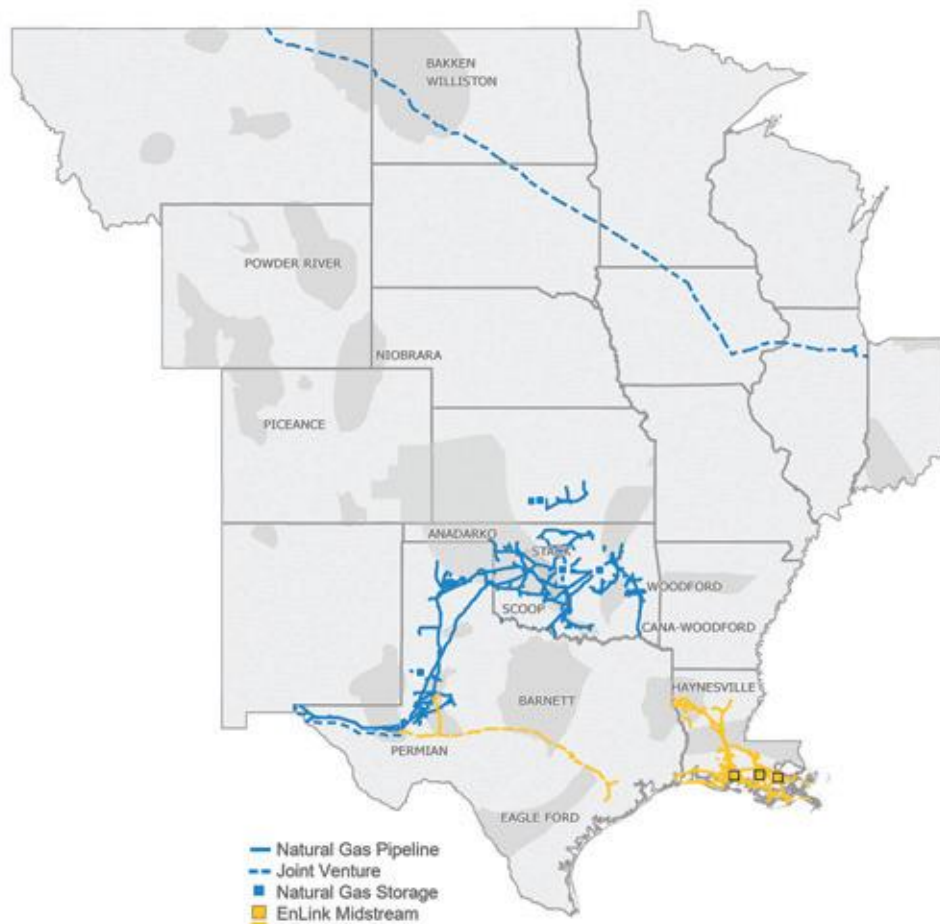 BAKKEN
WILLISTON
POWDER RIVER
NIOBRARA
PICEANCE
ANADARKO
STACK
WOODFORD
SCOOP
CANA-WOODFORD
HAYNESVILLE
BARNETT
PERMIAN
EAGLE FORD
Natural Gas Pipeline
Joint Venture
Natural Gas Storage
EnLink Midstream